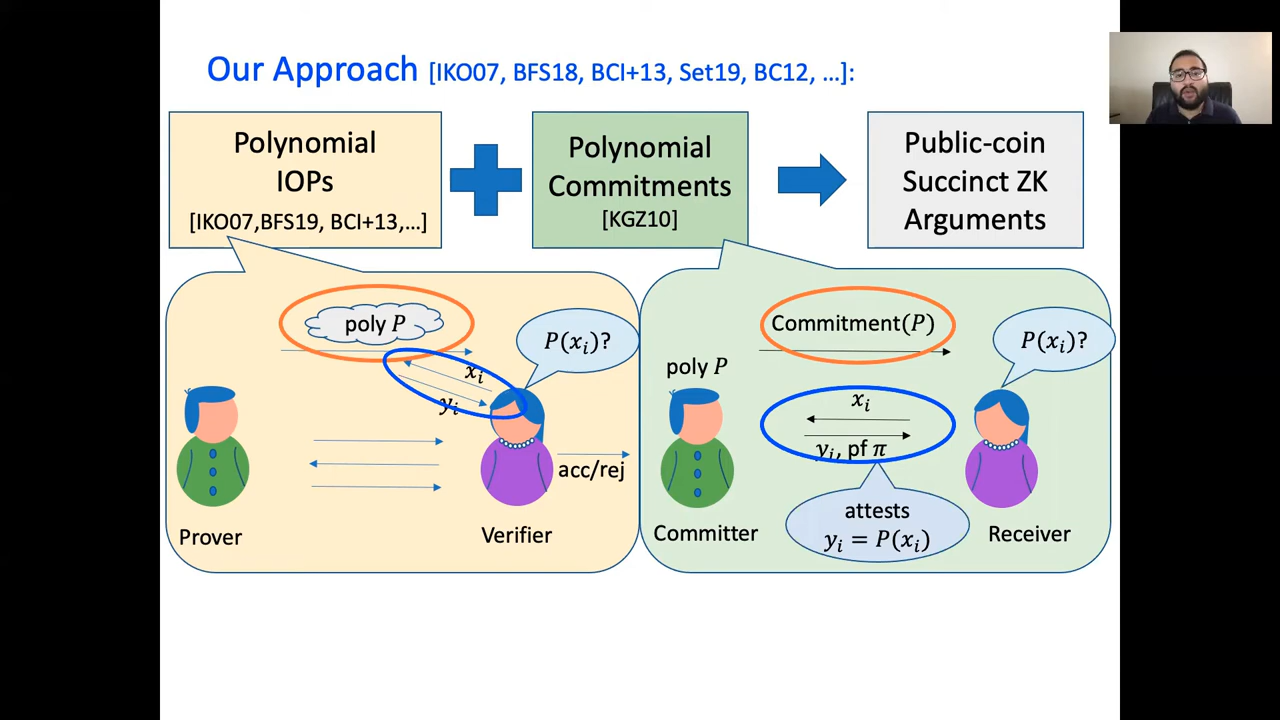 Our Approach [IKO07, BFS18, BCI+13, Set19, BC12, …]:
Polynomial
IOPs
[IKO07,BFS19, BCI+13,…]
Polynomial
Commitments
[KGZ10]
Public-coin
Succinct ZK
Arguments
poly P
P(xᵢ)?
xᵢ
yᵢ
acc/rej
Prover
Verifier
Commitment(P)
P(xᵢ)?
poly P
xᵢ
yᵢ, pf π
attests
yᵢ = P(xᵢ)
Committer
Receiver